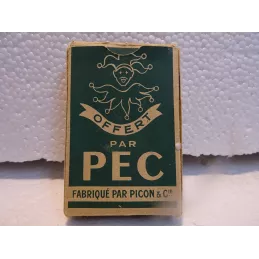 OFFERT
PAR
PEC
FABRIQUÉ PAR PICON & Cie